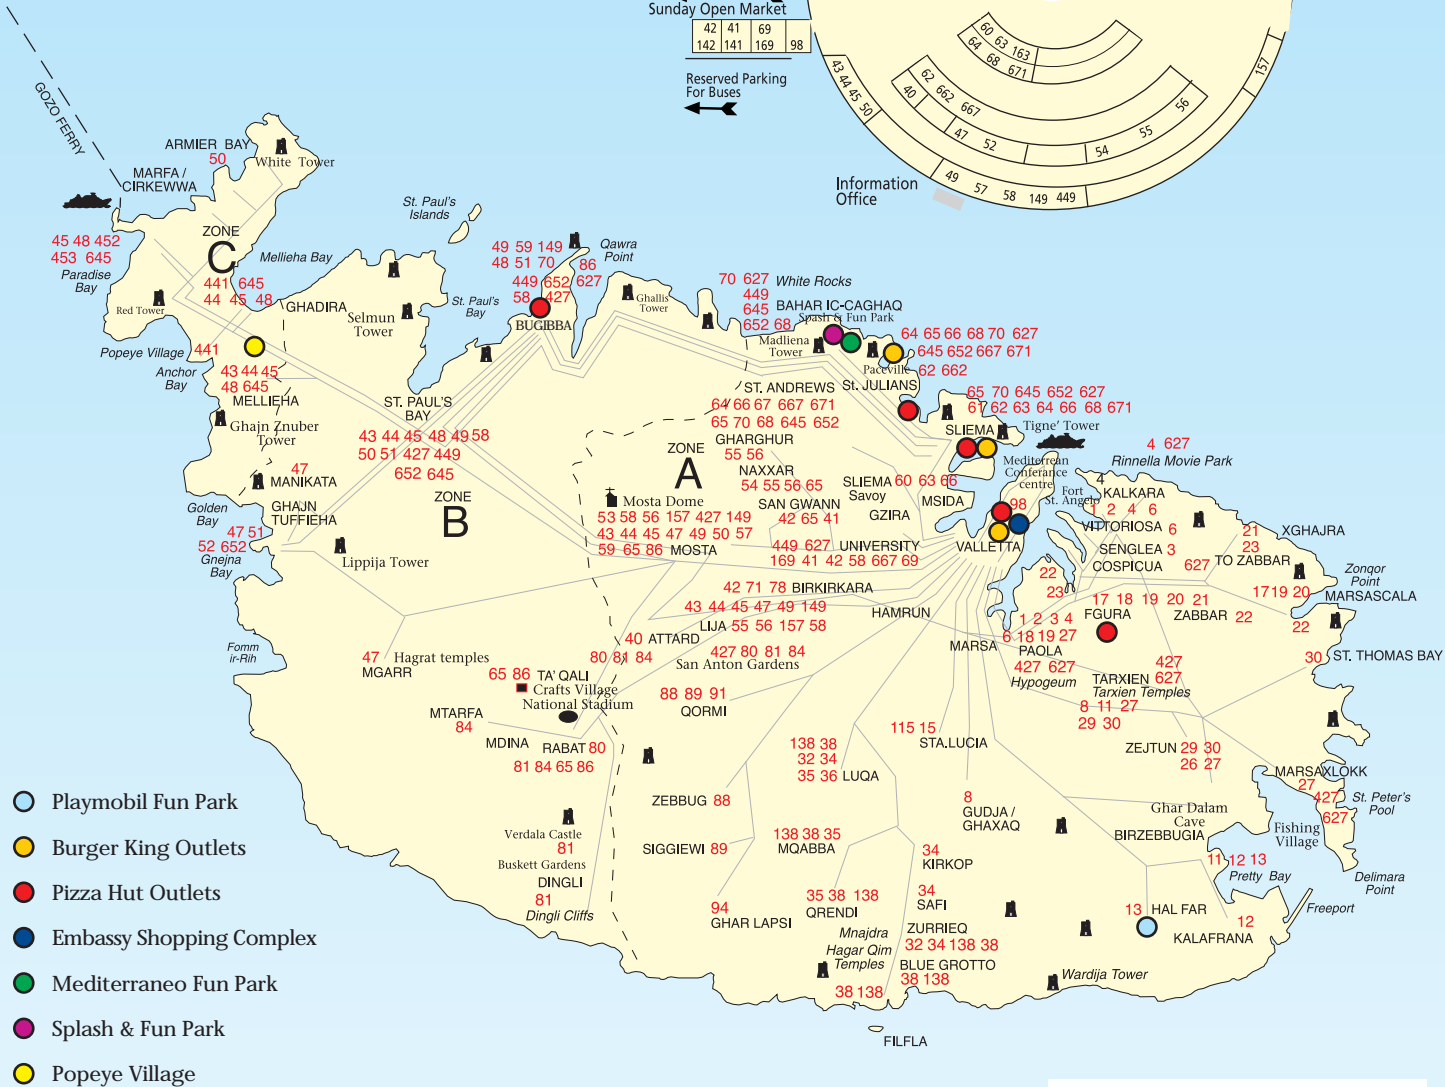 Sunday Open Market
42 41 69
142 141 169 98
Reserved Parking
For Buses
60 63 163
64 68 671
62 662 667
40 47 52 54 55 56
43 44 45 50
49 57 58 149 449
157
Information
Office
GOZO FERRY
ARMIER BAY
50
White Tower
MARFA /
CIRKEWWA
45 48 452
453 645
Paradise
Bay
ZONE
C
441 645
44 45 48
Red Tower
Mellieha Bay
GHADIRA
Selmun
Tower
St. Paul's
Islands
St. Paul's
Bay
49 59 149
48 51 70
86
449 652 627
58 427
BUGIBBA
Qawra
Point
Ghallis
Tower
70 627
White Rocks
449
645
652 68
BAHAR IC-CAGHAQ
Spash & Fun Park
Madliena
Tower
Paceville
64 65 66 68 70 627
645 652 667 671
62 662
St. JULIANS
ST. ANDREWS
64 66 67 667 671
65 70 68 645 652
GHARGHUR
55 56
65 70 645 652 627
67 62 63 64 66 68 671
SLIEMA
Tigne' Tower
4 627
Rinnella Movie Park
Popeye Village
441
Anchor
Bay
43 44 45
48 645
MELLIEHA
Ghajn Znuber
Tower
47
MANIKATA
Golden
Bay
GHAJN
TUFFIEHA
47 51
52 652
Gnejna
Bay
Lippija Tower
ST. PAUL'S
BAY
43 44 45 48 49 58
50 51 427 449
652 645
ZONE
B
ZONE
A
Mosta Dome
53 58 56 157 427 149
43 44 45 47 49 50 57
59 65 86 MOSTA
NAXXAR
54 55 56 65
SAN GWANN
42 65 41
SLIEMA
Savoy
60 63 66
MSIDA
GZIRA
449 627 UNIVERSITY
169 41 42 58 667 69
Mediterrean
Conferance
centre
98
Fort
St. Angelo
VALLETTA
4
KALKARA
1 2 4 6
VITTORIOSA
6
SENGLEA 3
COSPICUA
627
21
23
XGHAJRA
TO ZABBAR
Zonqor
Point
17 19 20
MARSASCALA
22
22
23
17 18 19 20 21
FGURA
ZABBAR 22
42 71 78 BIRKIRKARA
43 44 45 47 49 149
HAMRUN
LIJA 55 56 157 58
40 ATTARD
427 80 81 84
San Anton Gardens
80 81 84
MARSA
1 2 3 4
6 18 19 27
PAOLA
427 627
Hypogeum
427
TARXIEN 627
Tarxien Temples
8 11 27
29 30
30 ST. THOMAS BAY
Fomm
ir-Rih
47
MGARR
Hagrat temples
65 86
TA' QALI
Crafts Village
National Stadium
MTARFA
84
MDINA
RABAT 80
81 84 65 86
88 89 91
QORMI
138 38
32 34
35 36 LUQA
115 15
STA.LUCIA
ZEJTUN 29 30
26 27
MARSAXLOKK
27
427
627
St. Peter's
Pool
Fishing
Village
Delimara
Point
8
GUDJA /
GHAXAQ
Ghar Dalam
Cave
BIRZEBBUGIA
11 12 13
Pretty Bay
Freeport
ZEBBUG 88
Verdala Castle
81
Buskett Gardens
DINGLI
81
Dingli Cliffs
SIGGIEWI 89
138 38 35
MQABBA
34
KIRKOP
34
SAFI
94
GHAR LAPSI
35 38 138
QRENDI
Mnajdra
Hagar Qim
Temples
38 138
ZURRIEQ
32 34 138 38
BLUE GROTTO
38 138
13 HAL FAR
12
KALAFRANA
Wardija Tower
FILFLA
Playmobil Fun Park
Burger King Outlets
Pizza Hut Outlets
Embassy Shopping Complex
Mediterraneo Fun Park
Splash & Fun Park
Popeye Village